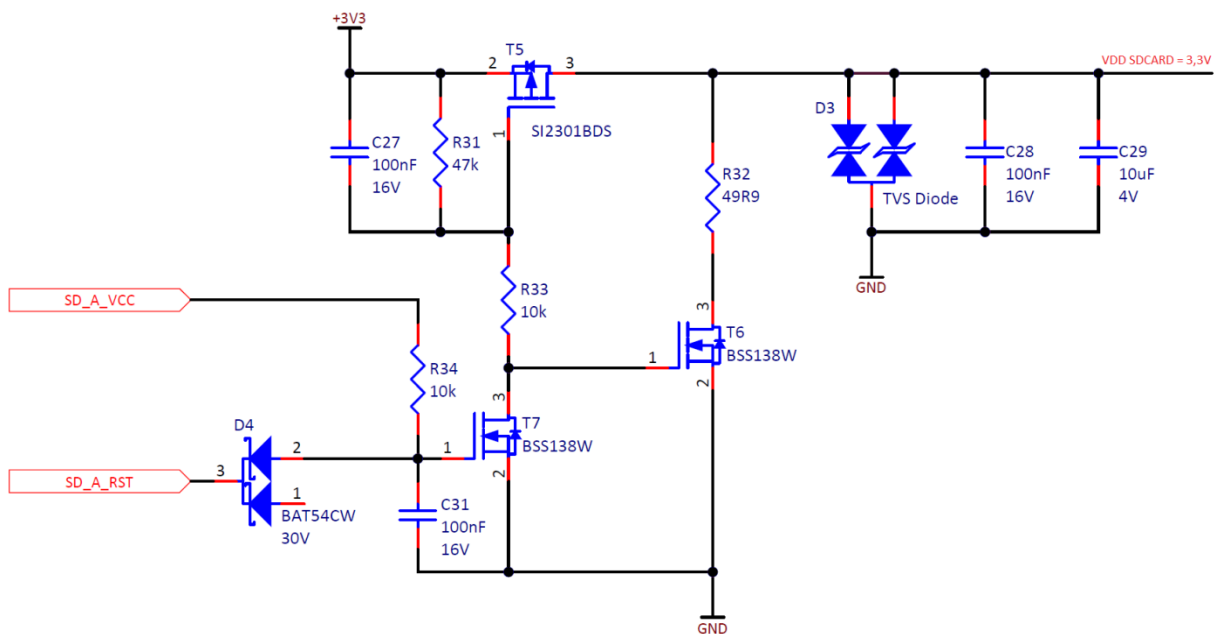 +3V3
T5
2
3
VDD SDCARD = 3,3V
1
SI2301BDS
C27
100nF
16V
R31
47k
D3
TVS Diode
C28
100nF
16V
C29
10uF
4V
R32
49R9
GND
R33
10k
SD_A_VCC
R34
10k
3
T6
BSS138W
1
2
3
T7
BSS138W
1
2
D4
2
3
1
BAT54CW
30V
SD_A_RST
C31
100nF
16V
GND